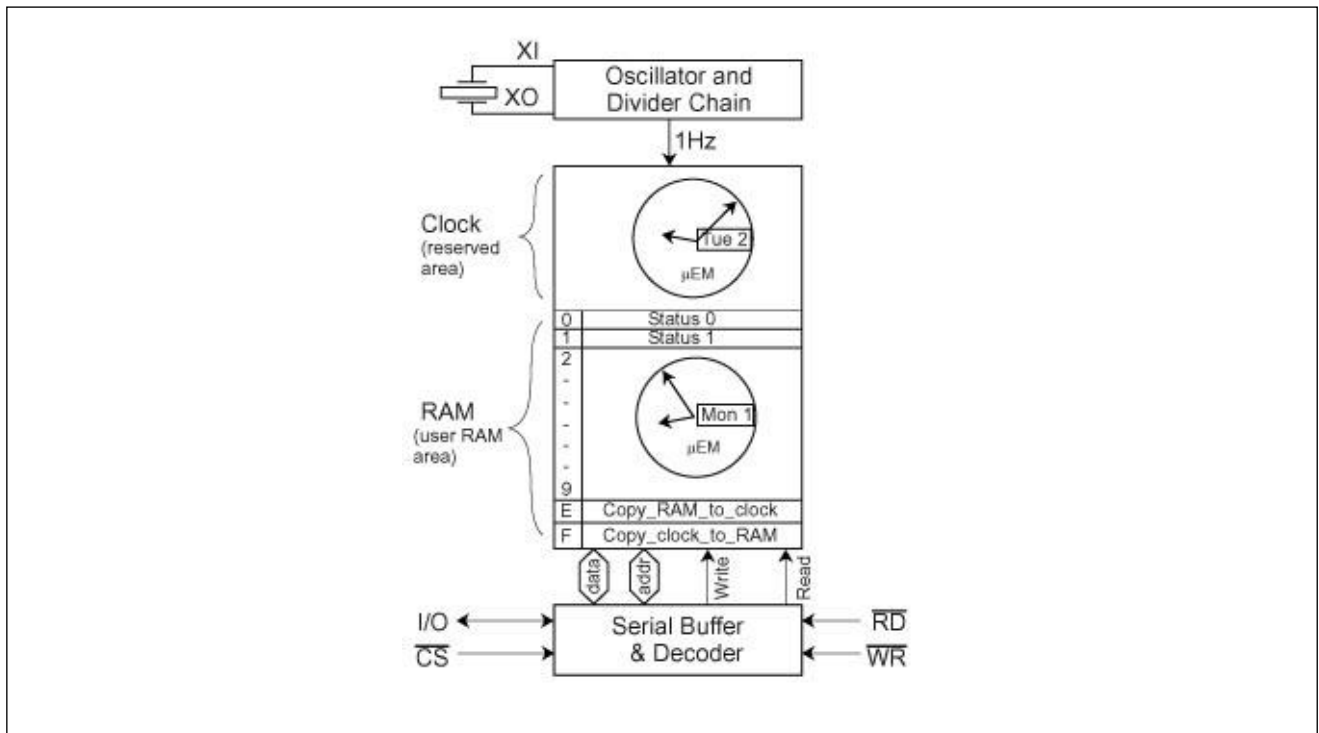 XI
XO
Oscillator and
Divider Chain
1Hz
Clock
(reserved
area)
Tue 2
µEM
0 Status 0
1 Status 1
2
-
-
-
-
-
-
9
RAM
(user RAM
area)
Mon 1
µEM
E Copy_RAM_to_clock
F Copy_clock_to_RAM
data
addr
Write
Read
I/O
CS
Serial Buffer
& Decoder
RD
WR